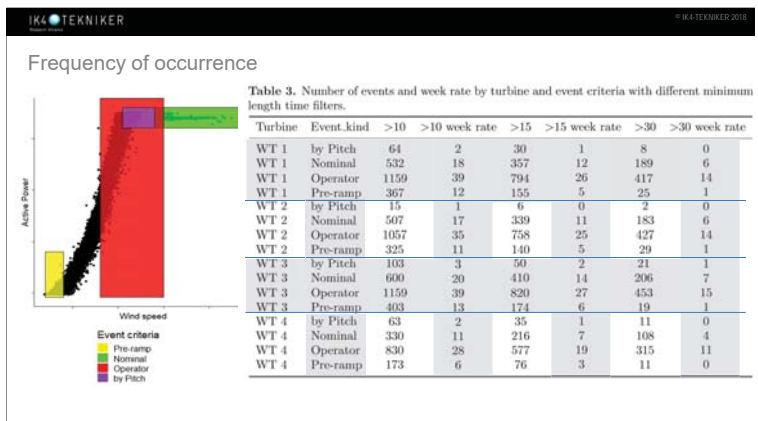 IK4 TEKNIKER
© IK4-TEKNIKER 2018
Frequency of occurrence
Table 3. Number of events and week rate by turbine and event criteria with different minimum
length time filters.
Turbine Event_kind >10 >10 week rate >15 >15 week rate >30 >30 week rate
WT 1 by Pitch 64 2 30 1 8 0
WT 1 Nominal 532 18 357 12 189 6
WT 1 Operator 1159 39 794 26 417 14
WT 1 Pre-ramp 367 12 155 5 25 1
WT 2 by Pitch 15 1 6 0 2 0
WT 2 Nominal 507 17 339 11 183 6
WT 2 Operator 1057 35 758 25 427 14
WT 2 Pre-ramp 325 11 140 5 29 1
WT 3 by Pitch 103 3 50 2 21 1
WT 3 Nominal 600 20 410 14 206 7
WT 3 Operator 1159 39 820 27 453 15
WT 3 Pre-ramp 403 13 174 6 19 1
WT 4 by Pitch 63 2 35 1 11 0
WT 4 Nominal 330 11 216 7 108 4
WT 4 Operator 830 28 577 19 315 11
WT 4 Pre-ramp 173 6 76 3 11 0
Active Power
Wind speed
Event criteria
Pre-ramp
Nominal
Operator
by Pitch